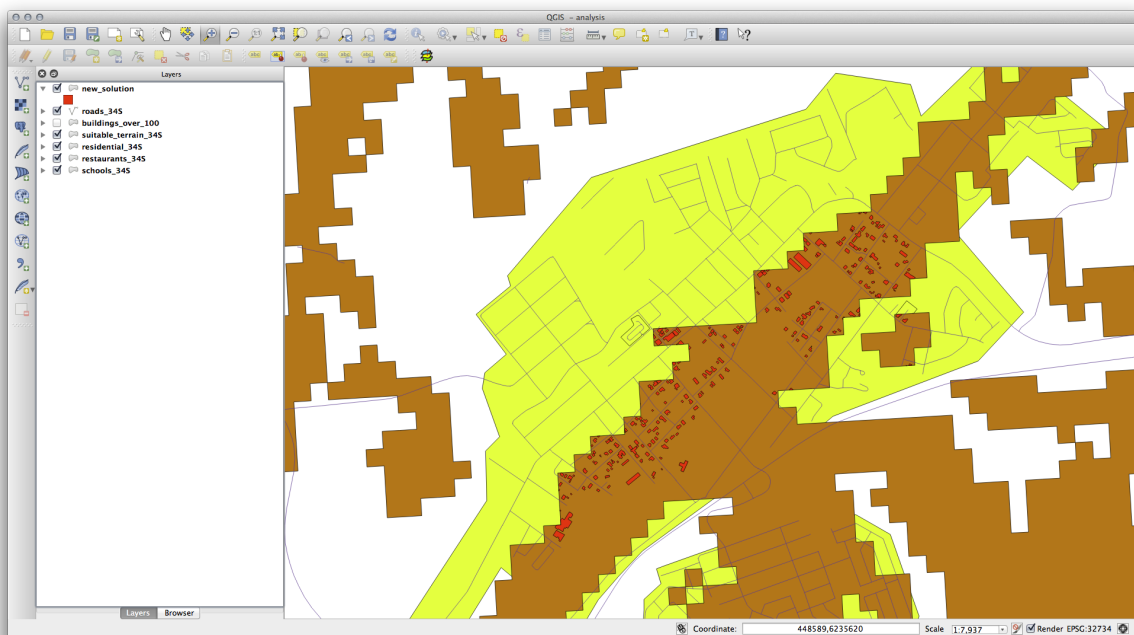 QGIS - analysis
Layers
new_solution
roads_34S
buildings_over_100
suitable_terrain_34S
residential_34S
restaurants_34S
schools_34S
Layers
Browser
Coordinate:
448589,6235620
Scale
1:7,937
Render
EPSG:32734